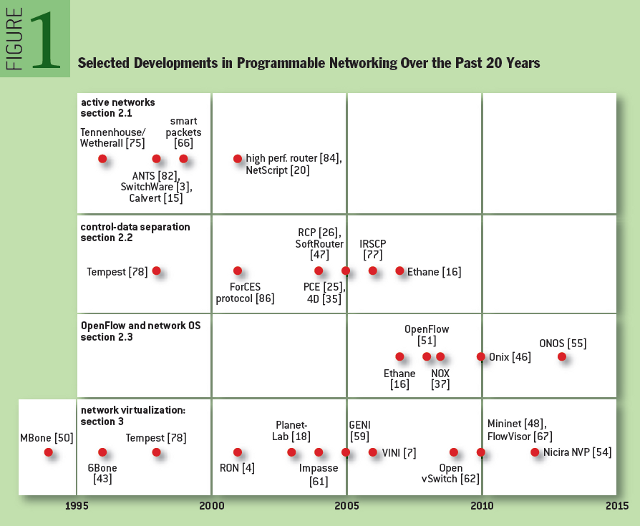 FIGURE
1
Selected Developments in Programmable Networking Over the Past 20 Years
active networks
section 2.1
smart
packets
[66]
Tennenhouse/
Wetherall [75]
ANTS [82],
SwitchWare [3],
Calvert [15]
high perf. router [84],
NetScript [20]
control-data separation
section 2.2
Tempest [78]
ForCES
protocol [86]
RCP [26],
SoftRouter
[47]
PCE [25],
4D [35]
IRSCP
[77]
Ethane [16]
OpenFlow and network OS
section 2.3
Ethane
[16]
OpenFlow
[51]
NOX
[37]
Onix [46]
ONOS [55]
network virtualization:
section 3
MBone [50]
6Bone
[43]
Tempest [78]
RON [4]
Planet-
Lab [18]
Impasse
[61]
GENI
[59]
VINI [7]
Open
vSwitch [62]
Mininet [48],
FlowVisor [67]
Nicira NVP [54]
1995
2000
2005
2010
2015